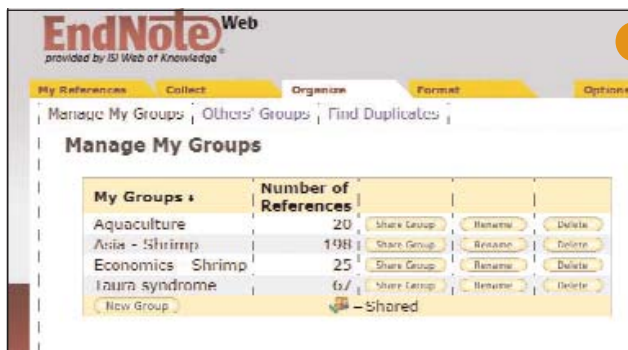 EndNote Web
provided by ISI Web of Knowledge
My References Collect Organize Format Options
Manage My Groups | Others' Groups | Find Duplicates |
Manage My Groups
My Groups Number of References
Aquaculture 20 Share Group Rename Delete
Asia - Shrimp 198 Share Group Rename Delete
Economics Shrimp 25 Share Group Rename Delete
Taura syndrome 67 Share Group Rename Delete
New Group – Shared